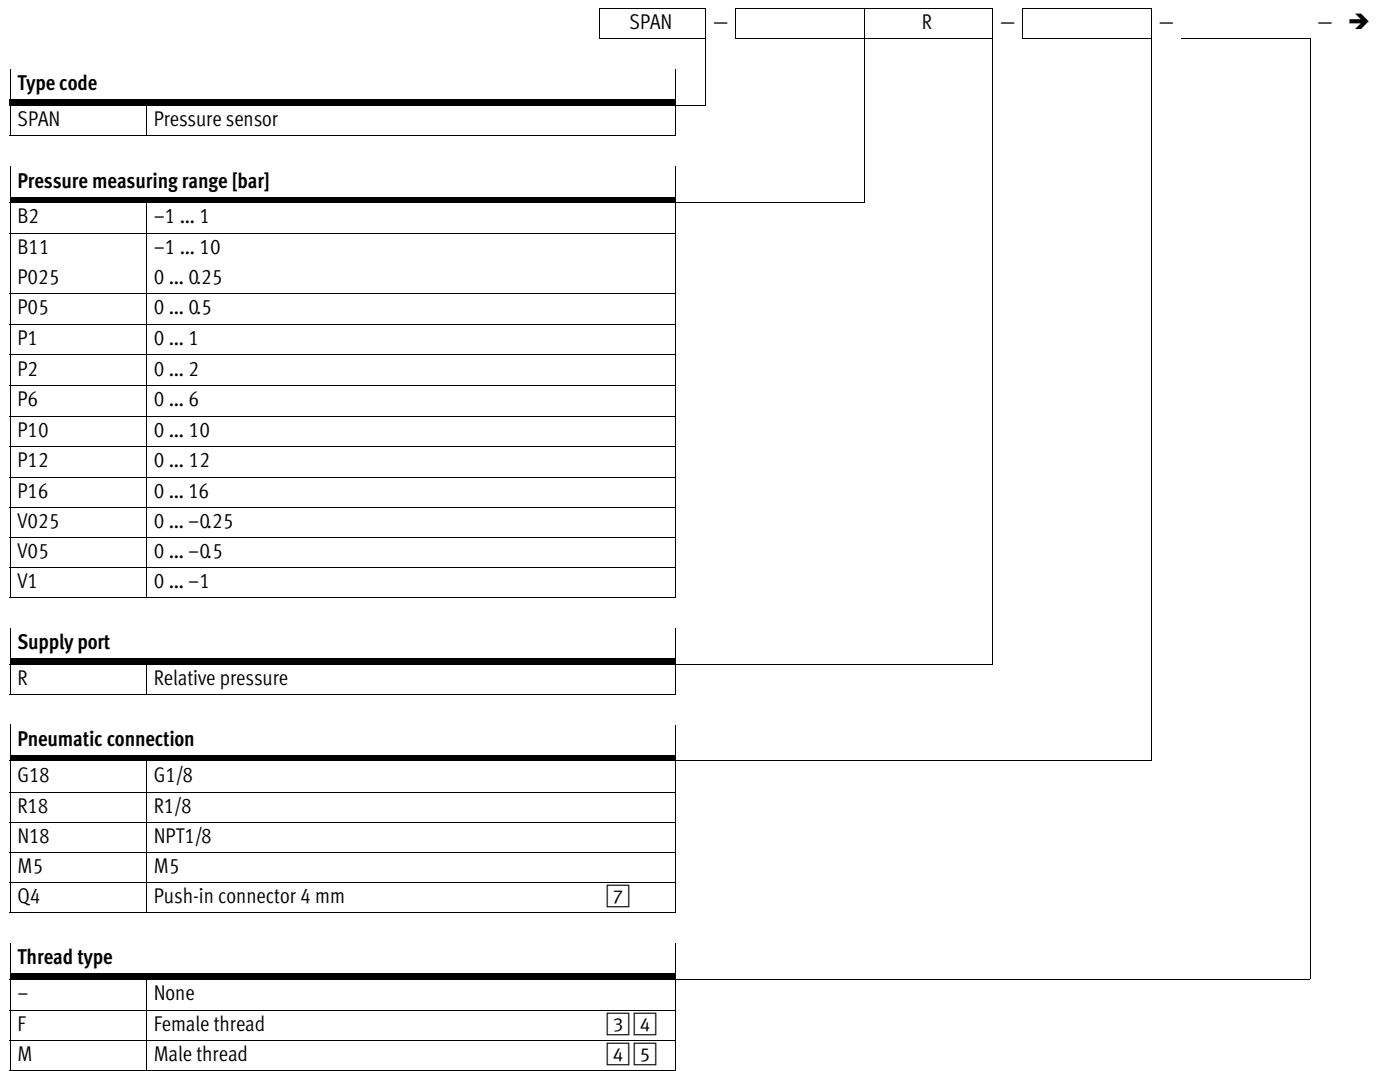 SPAN – R – – – ➔
Type code
SPAN Pressure sensor
Pressure measuring range [bar]
B2 –1 ... 1
B11 –1 ... 10
P025 0 ... 0.25
P05 0 ... 0.5
P1 0 ... 1
P2 0 ... 2
P6 0 ... 6
P10 0 ... 10
P12 0 ... 12
P16 0 ... 16
V025 0 ... –0.25
V05 0 ... –0.5
V1 0 ... –1
Supply port
R Relative pressure
Pneumatic connection
G18 G1/8
R18 R1/8
N18 NPT1/8
M5 M5
Q4 Push-in connector 4 mm 7
Thread type
– None
F Female thread 3 4
M Male thread 4 5